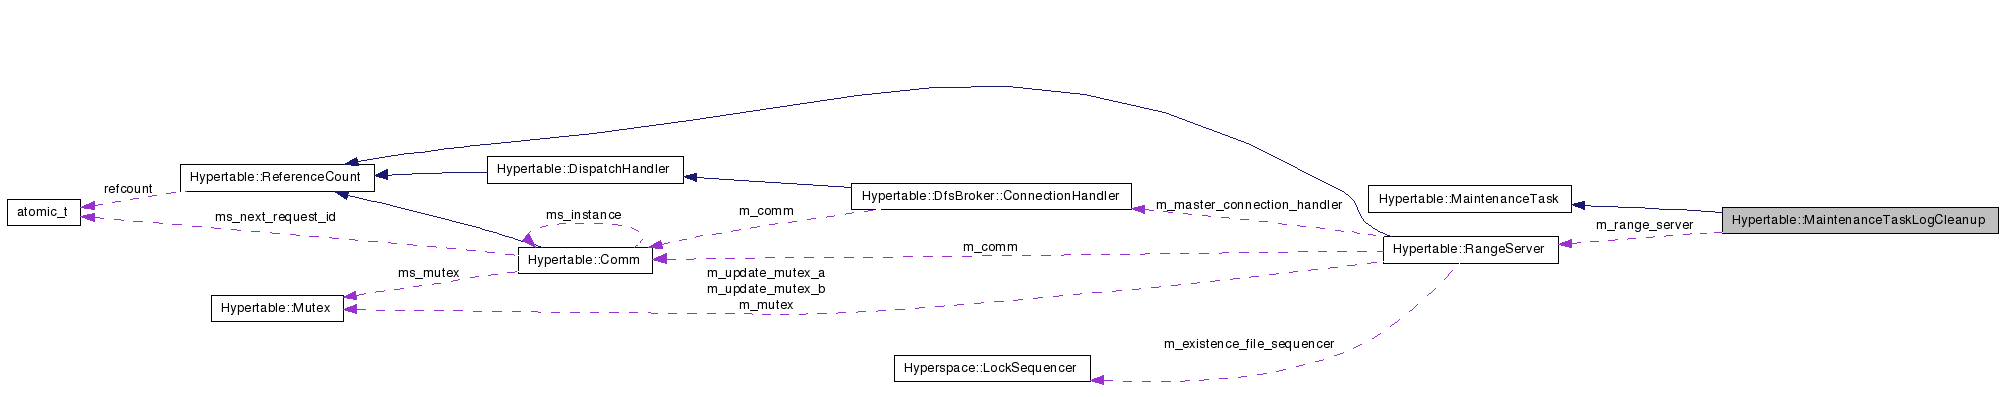 Hypertable::ReferenceCount
Hypertable::DispatchHandler
refcount
atomic_t
ms_next_request_id
ms_instance
m_comm
Hypertable::DfsBroker::ConnectionHandler
m_master_connection_handler
Hypertable::MaintenanceTask
Hypertable::MaintenanceTaskLogCleanup
m_range_server
Hypertable::Comm
m_comm
Hypertable::RangeServer
ms_mutex
m_update_mutex_a
m_update_mutex_b
m_mutex
Hypertable::Mutex
m_existence_file_sequencer
Hyperspace::LockSequencer